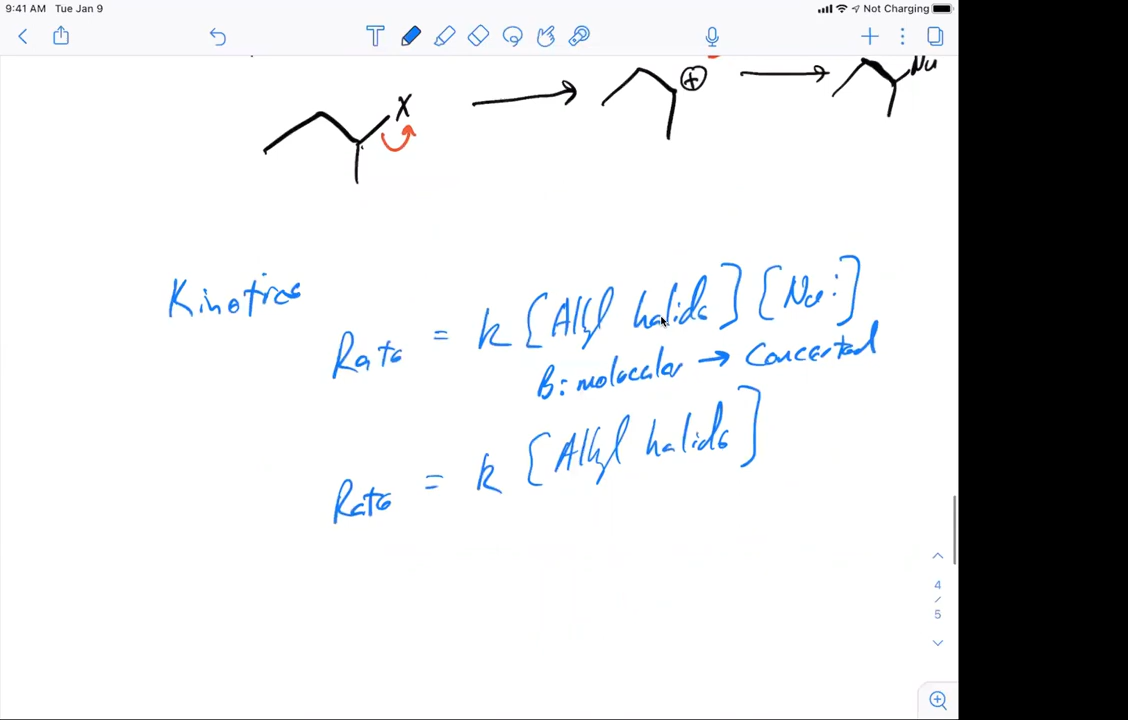 9:41 AM Tue Jan 9
Not Charging
T
X
+
Nu
Kinetics
Rate = k [Alkyl halide] [Nu:]
Bimolecular → Concerted
Rate = k [Alkyl halide]
4
/
5